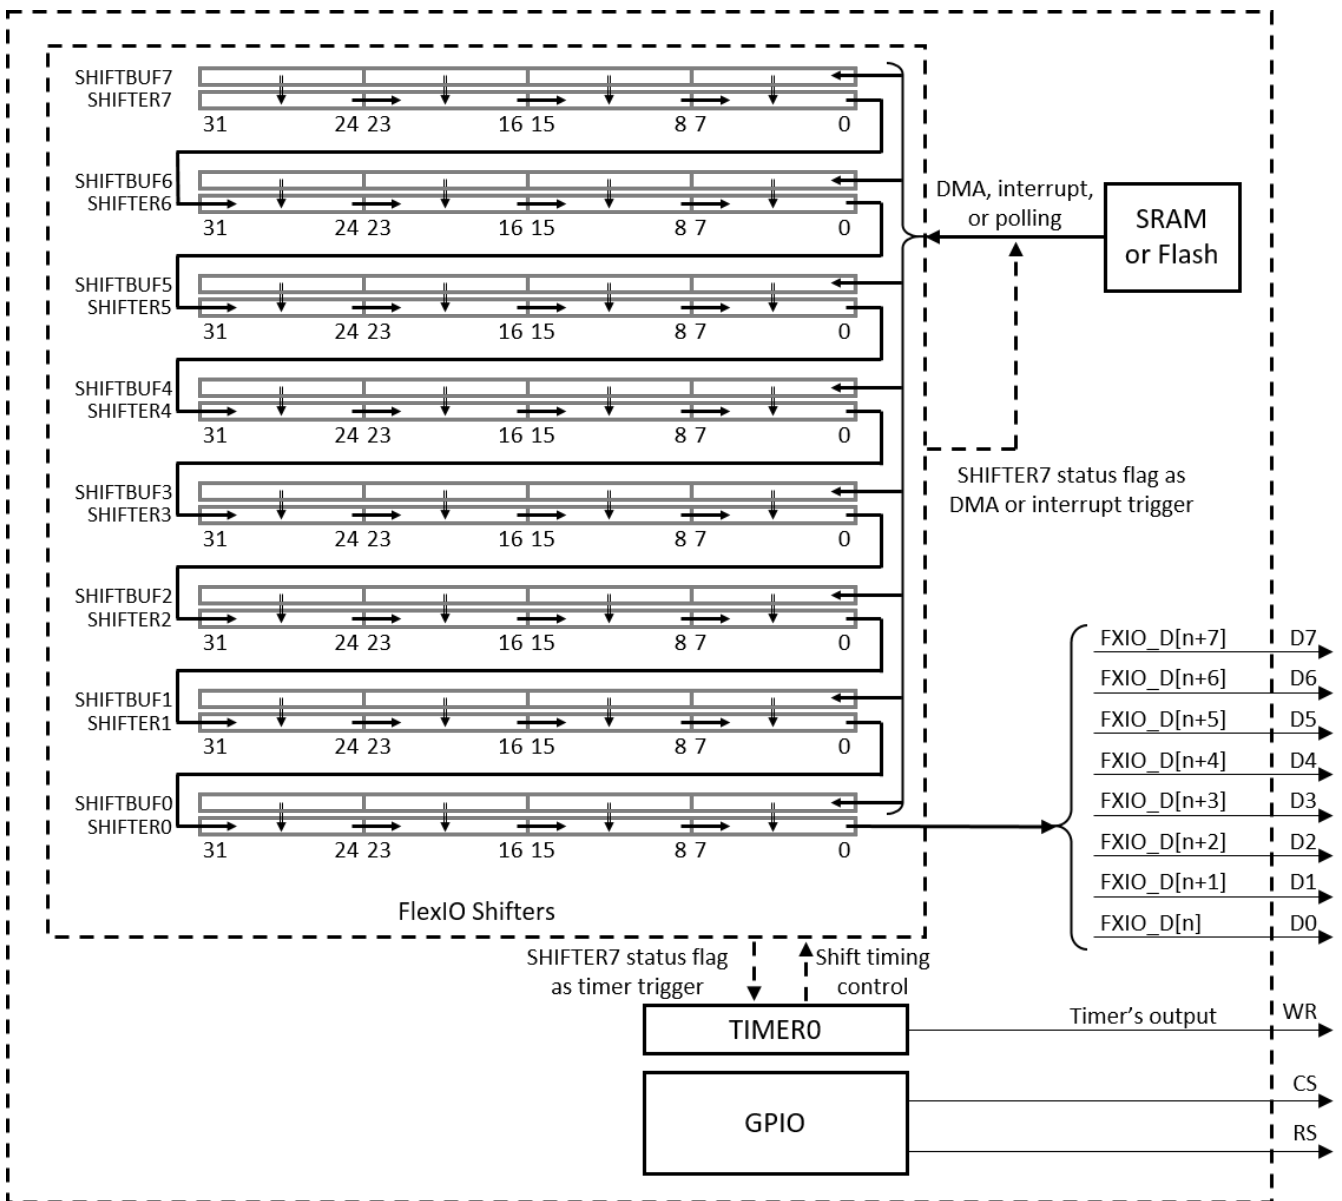 SHIFTBUF7
SHIFTER7
31 24 23 16 15 8 7 0
SHIFTBUF6
SHIFTER6
31 24 23 16 15 8 7 0
SHIFTBUF5
SHIFTER5
31 24 23 16 15 8 7 0
SHIFTBUF4
SHIFTER4
31 24 23 16 15 8 7 0
SHIFTBUF3
SHIFTER3
31 24 23 16 15 8 7 0
SHIFTBUF2
SHIFTER2
31 24 23 16 15 8 7 0
SHIFTBUF1
SHIFTER1
31 24 23 16 15 8 7 0
SHIFTBUF0
SHIFTER0
31 24 23 16 15 8 7 0
FlexIO Shifters
DMA, interrupt,
or polling
SRAM
or Flash
SHIFTER7 status flag as
DMA or interrupt trigger
FXIO_D[n+7] D7
FXIO_D[n+6] D6
FXIO_D[n+5] D5
FXIO_D[n+4] D4
FXIO_D[n+3] D3
FXIO_D[n+2] D2
FXIO_D[n+1] D1
FXIO_D[n] D0
SHIFTER7 status flag
as timer trigger
Shift timing
control
TIMER0
Timer's output WR
GPIO
CS
RS